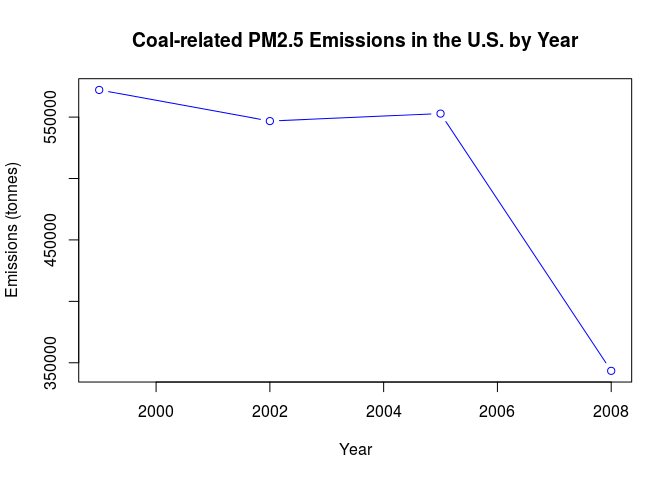 Coal-related PM2.5 Emissions in the U.S. by Year
Emissions (tonnes)
550000
450000
350000
2000 2002 2004 2006 2008
Year